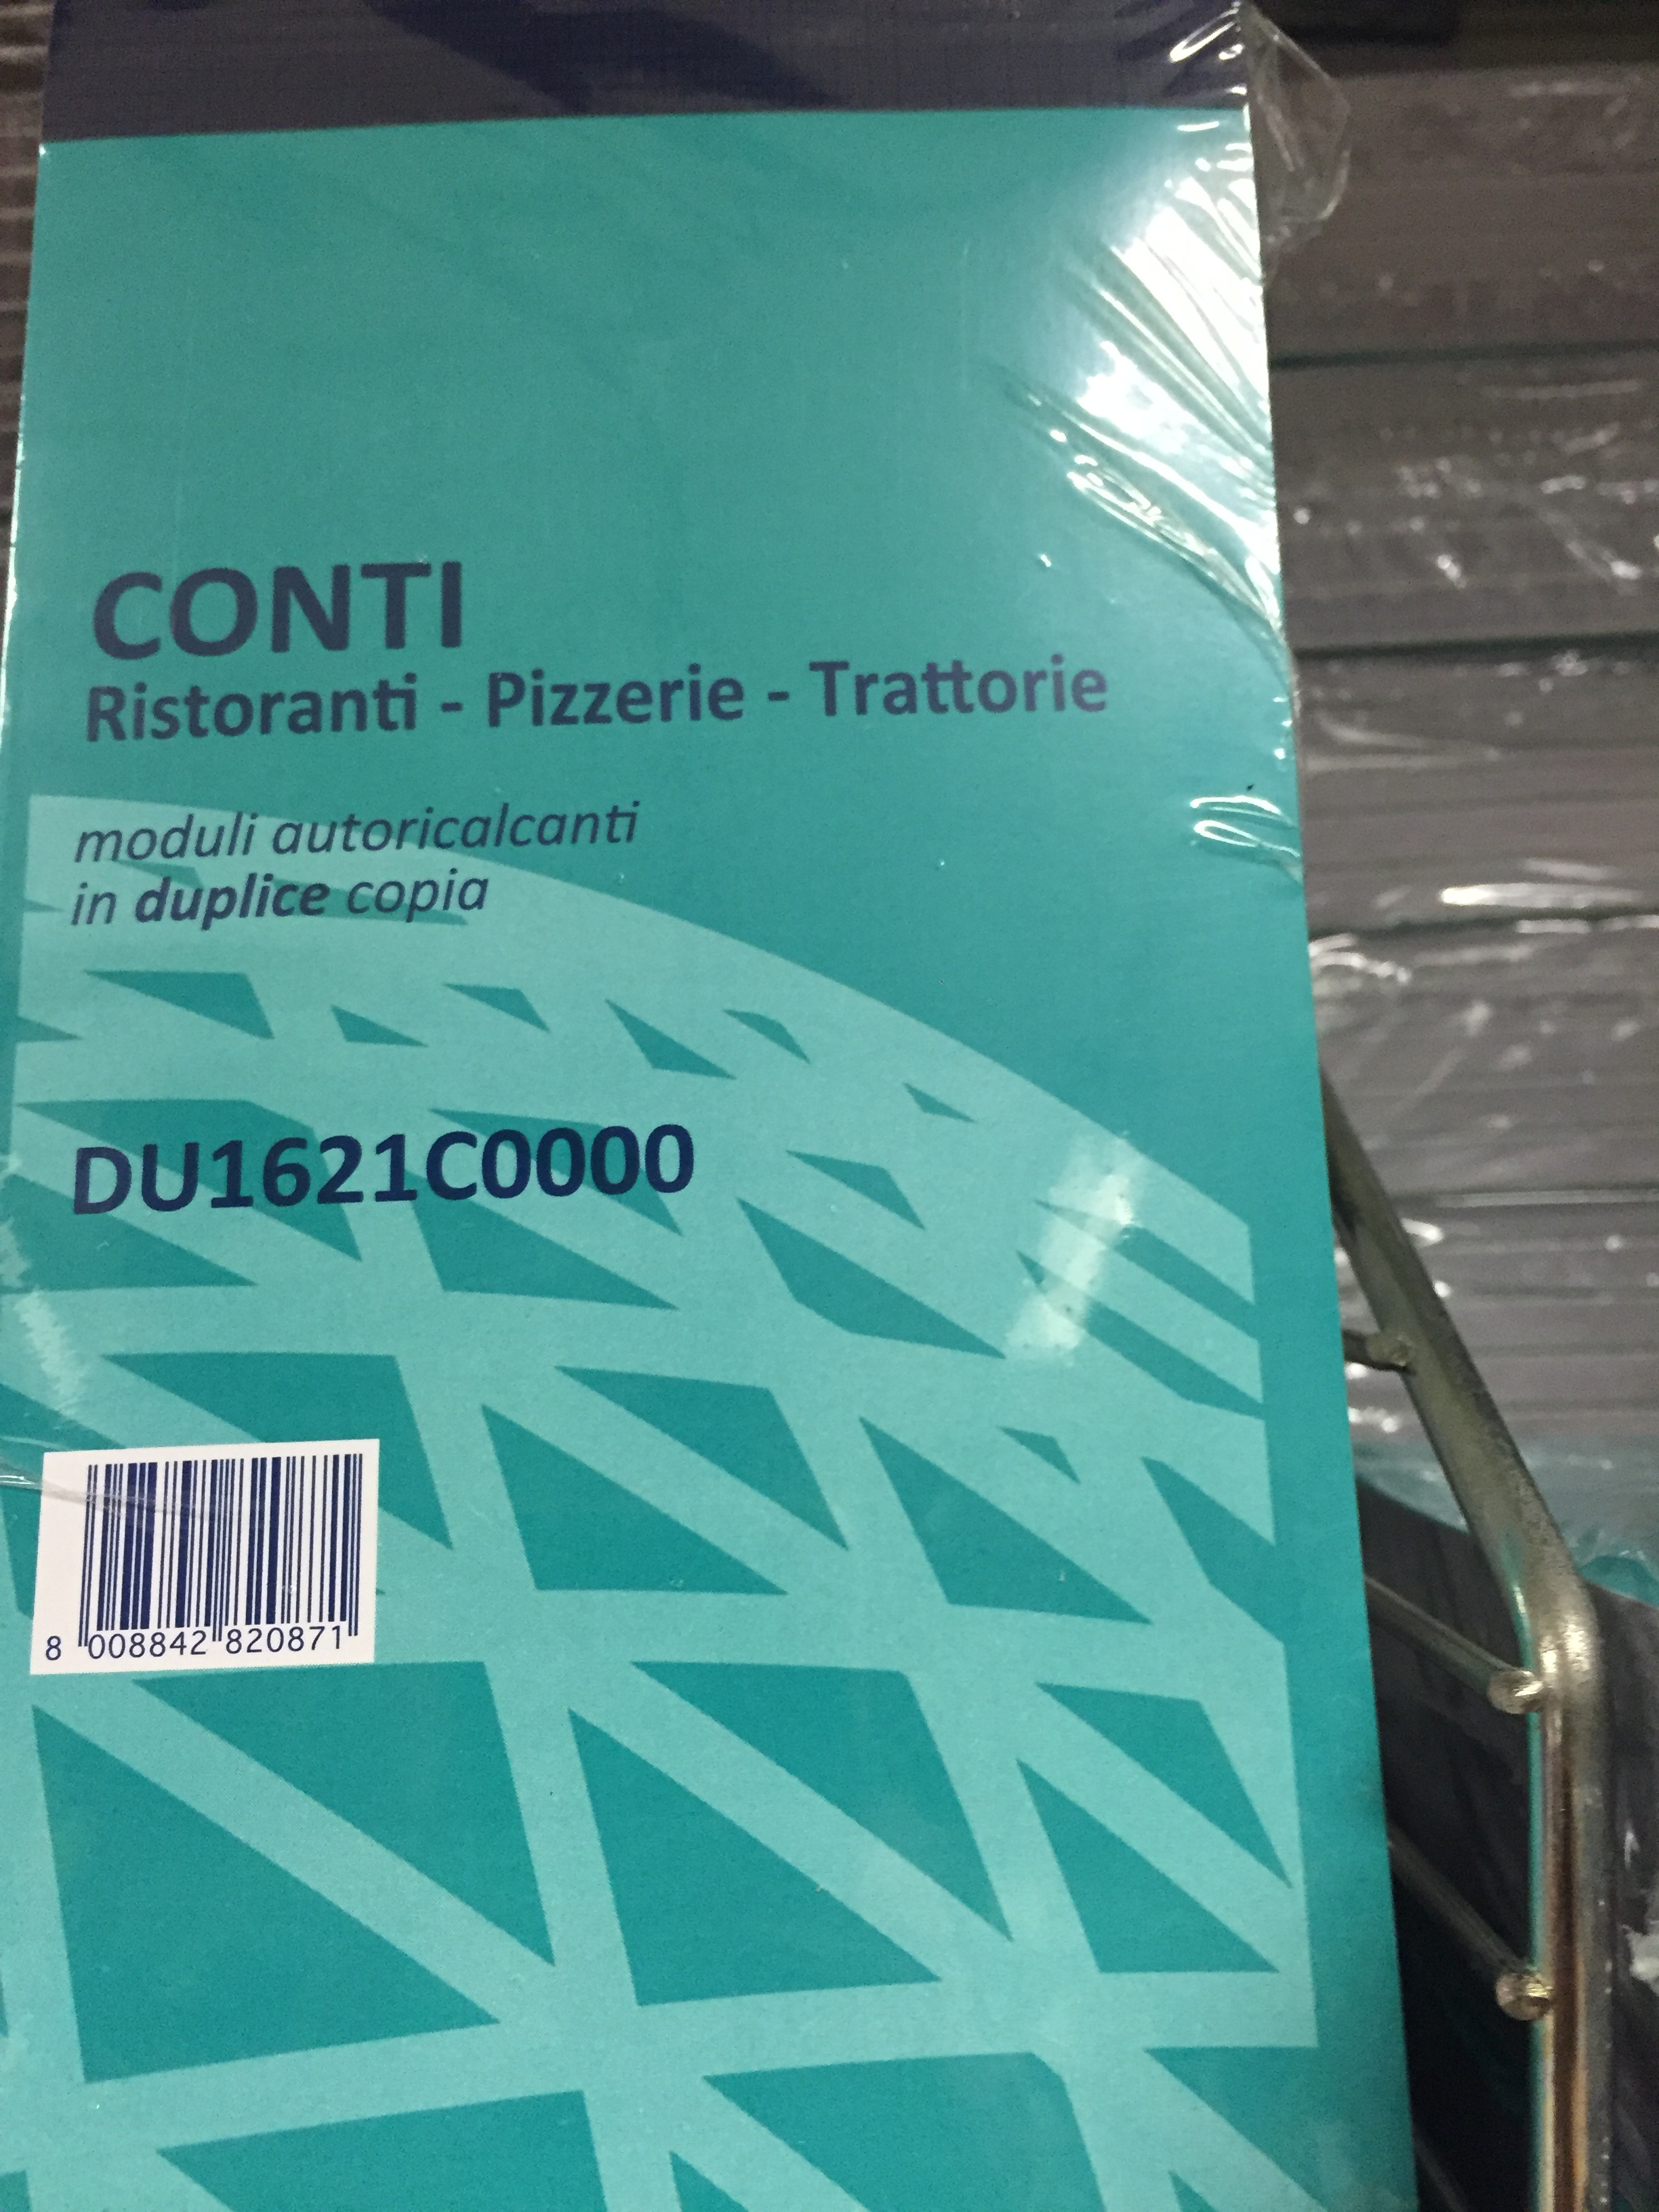 CONTI
Ristoranti - Pizzerie - Trattorie
moduli autoricalcanti
in duplice copia
DU1621C0000
8 008842 820871